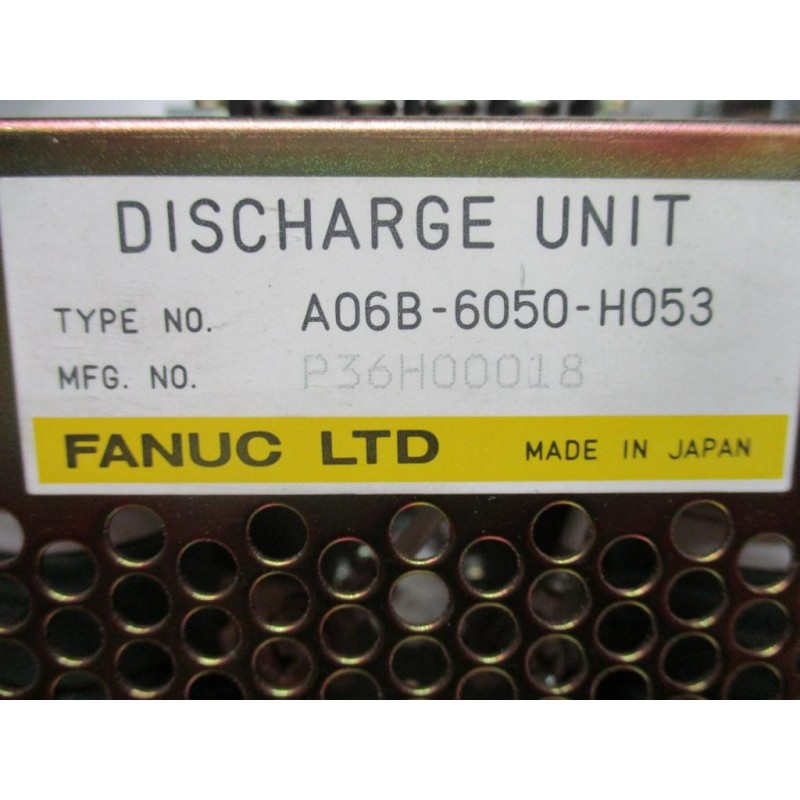 DISCHARGE UNIT
TYPE NO. A06B-6050-H053
MFG. NO. P36H00018
FANUC LTD MADE IN JAPAN